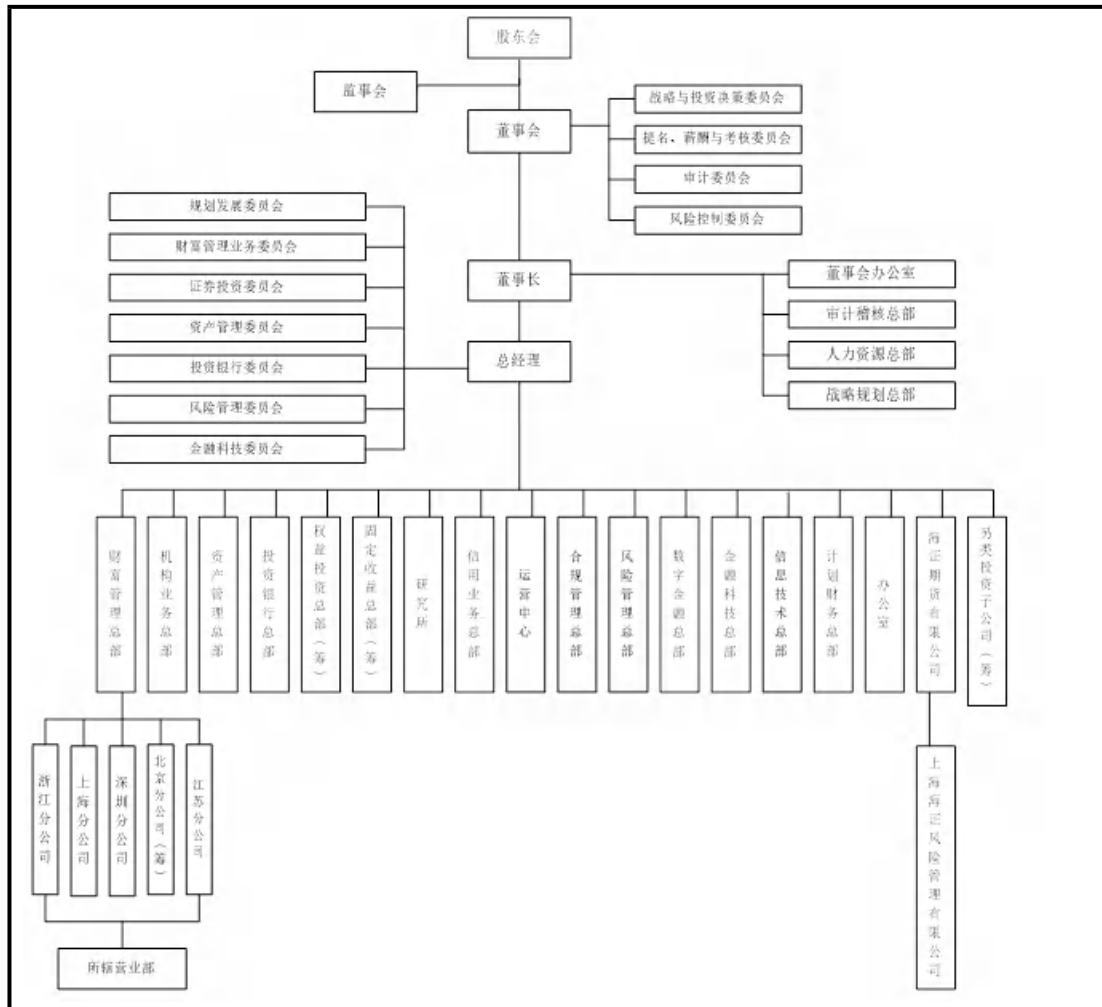 股东会
监事会
董事会
战略与投资决策委员会
提名、薪酬与考核委员会
审计委员会
风险控制委员会
规划发展委员会
财富管理业务委员会
证券投资委员会
资产管理委员会
投资银行委员会
风险管理委员会
金融科技委员会
董事长
总经理
董事会办公室
审计稽核总部
人力资源总部
战略规划总部
财富管理总部
机构业务总部
资产管理总部
投资银行总部
权益投资总部（筹）
固定收益总部（筹）
研究所
信用业务总部
运营中心
合规管理总部
风险管理总部
数字金融总部
金融科技总部
信息技术总部
计划财务总部
办公室
海证期货有限公司
另类投资子公司（筹）
浙江分公司
上海分公司
深圳分公司
北京分公司（筹）
江苏分公司
上海海证风险管理有限公司
所辖营业部